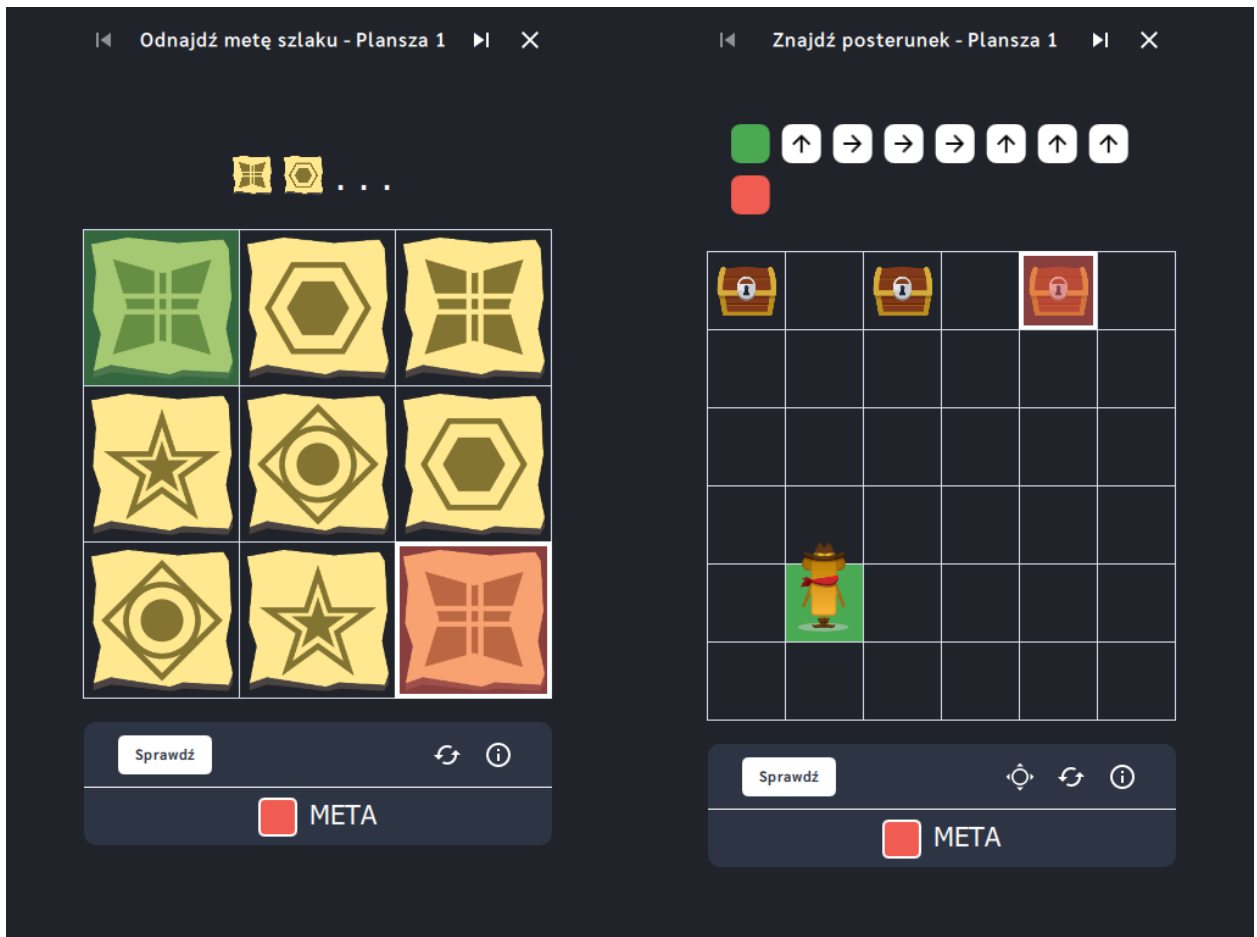 Odnajdź metę szlaku - Plansza 1
. . .
Sprawdź
META
Znajdź posterunek - Plansza 1
Sprawdź
META